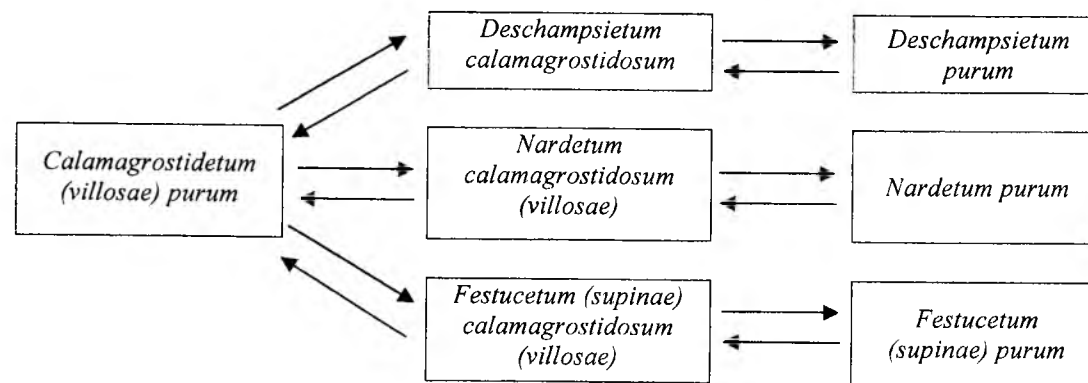 Calamagrostidetum
(villosae) purum
Deschampsietum
calamagrostidosum
Deschampsietum
purum
Nardetum
calamagrostidosum
(villosae)
Nardetum purum
Festucetum (supinae)
calamagrostidosum
(villosae)
Festucetum
(supinae) purum